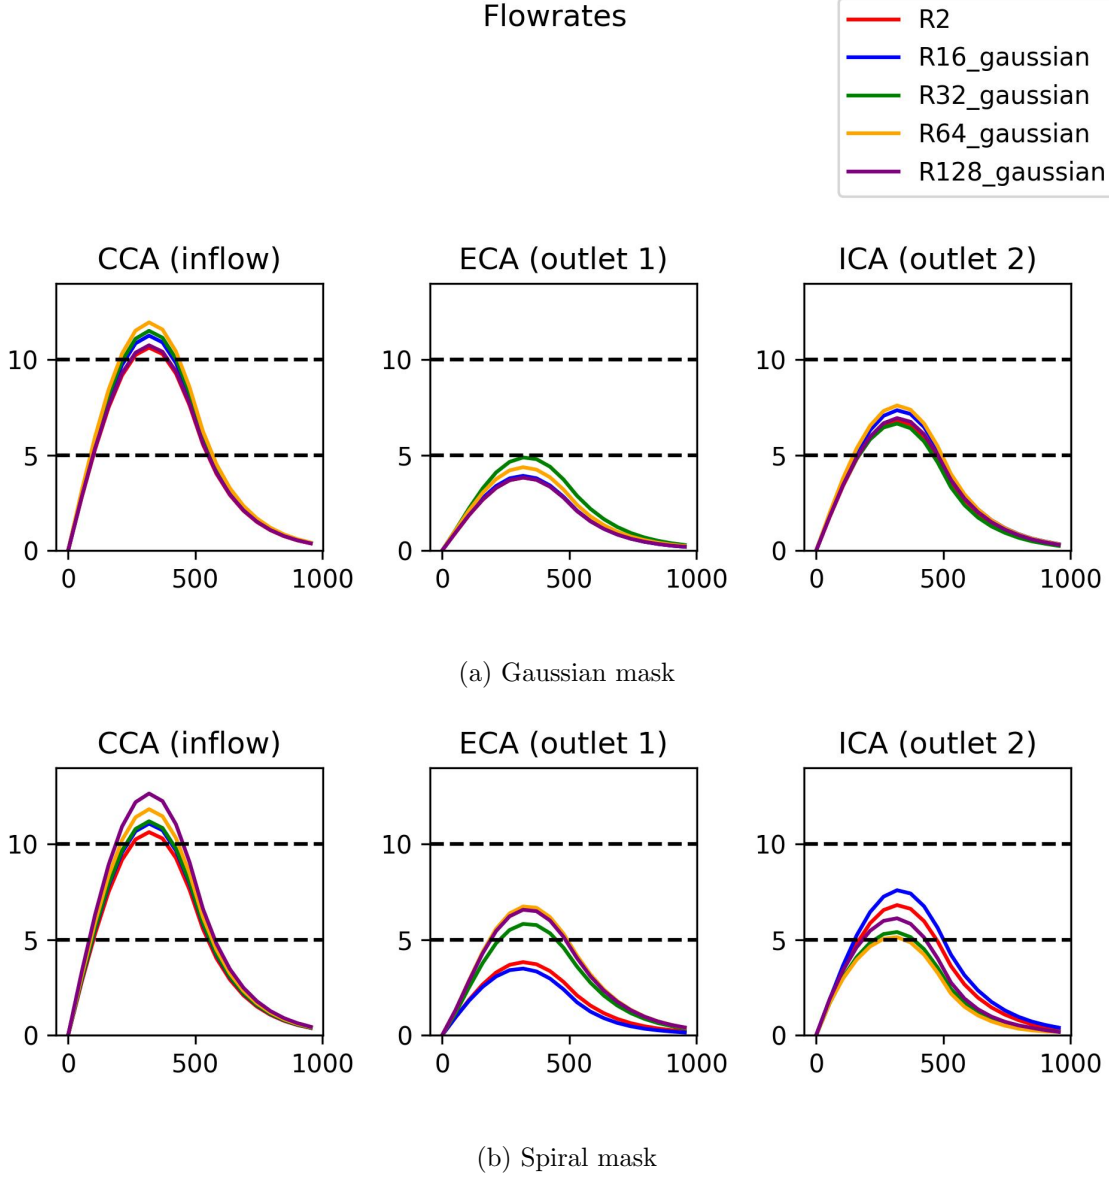 Flowrates
R2
R16_gaussian
R32_gaussian
R64_gaussian
R128_gaussian
CCA (inflow)
ECA (outlet 1)
ICA (outlet 2)
10
5
0
0 500 1000
10
5
0
0 500 1000
10
5
0
0 500 1000
(a) Gaussian mask
CCA (inflow)
ECA (outlet 1)
ICA (outlet 2)
10
5
0
0 500 1000
10
5
0
0 500 1000
10
5
0
0 500 1000
(b) Spiral mask